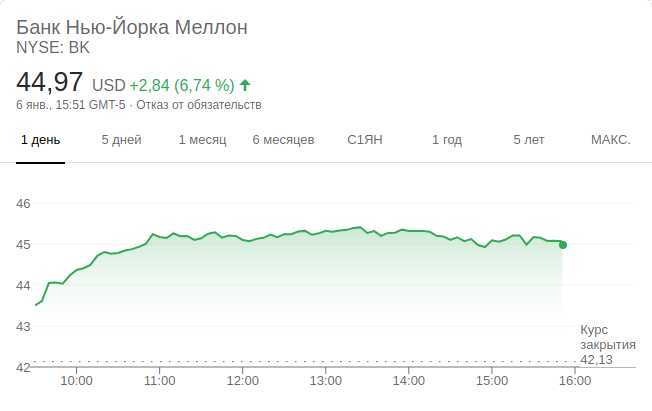 Банк Нью-Йорка Меллон
NYSE: BK
44,97 USD +2,84 (6,74 %)
6 янв., 15:51 GMT-5 · Отказ от обязательств
1 день 5 дней 1 месяц 6 месяцев С1ЯН 1 год 5 лет МАКС.
46
45
44
43
Курс
закрытия
42,13
42
10:00 11:00 12:00 13:00 14:00 15:00 16:00